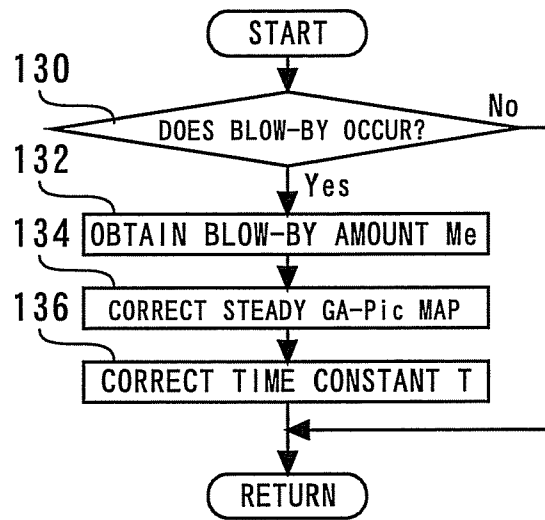 START
130
DOES BLOW-BY OCCUR?
No
132
Yes
OBTAIN BLOW-BY AMOUNT Me
134
CORRECT STEADY GA-Pic MAP
136
CORRECT TIME CONSTANT T
RETURN